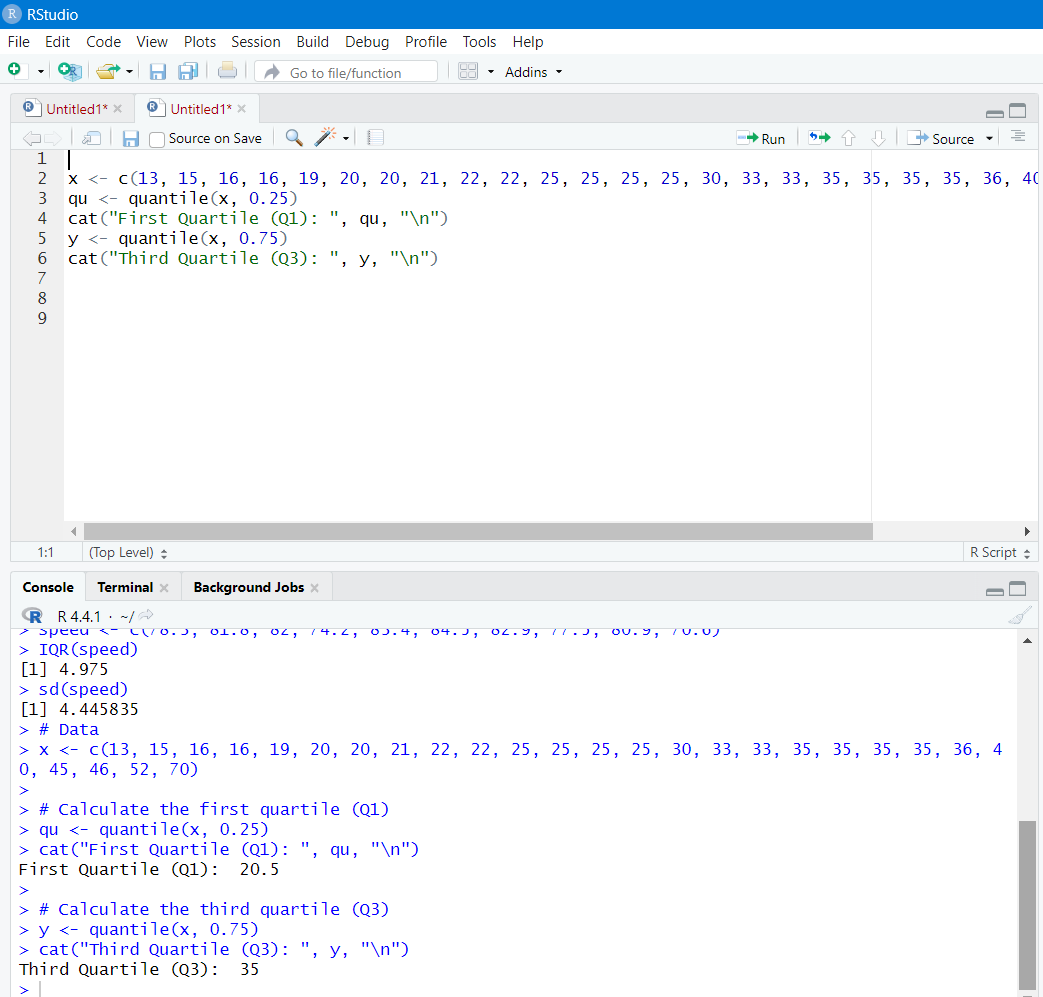 R RStudio
File Edit Code View Plots Session Build Debug Profile Tools Help
Go to file/function Addins
Untitled1* Untitled1*
Source on Save Run Source
1
2 x <- c(13, 15, 16, 16, 19, 20, 20, 21, 22, 22, 25, 25, 25, 25, 30, 33, 33, 35, 35, 35, 35, 36, 40
3 qu <- quantile(x, 0.25)
4 cat("First Quartile (Q1): ", qu, "\n")
5 y <- quantile(x, 0.75)
6 cat("Third Quartile (Q3): ", y, "\n")
7
8
9
1:1 (Top Level) R Script
Console Terminal Background Jobs
R R 4.4.1 · ~/
> speed <- c(78.5, 81.8, 82, 74.2, 83.4, 84.5, 82.9, 77.5, 80.9, 70.6)
> IQR(speed)
[1] 4.975
> sd(speed)
[1] 4.445835
> # Data
> x <- c(13, 15, 16, 16, 19, 20, 20, 21, 22, 22, 25, 25, 25, 25, 30, 33, 33, 35, 35, 35, 35, 36, 4
0, 45, 46, 52, 70)
>
> # Calculate the first quartile (Q1)
> qu <- quantile(x, 0.25)
> cat("First Quartile (Q1): ", qu, "\n")
First Quartile (Q1):  20.5
>
> # Calculate the third quartile (Q3)
> y <- quantile(x, 0.75)
> cat("Third Quartile (Q3): ", y, "\n")
Third Quartile (Q3):  35
>